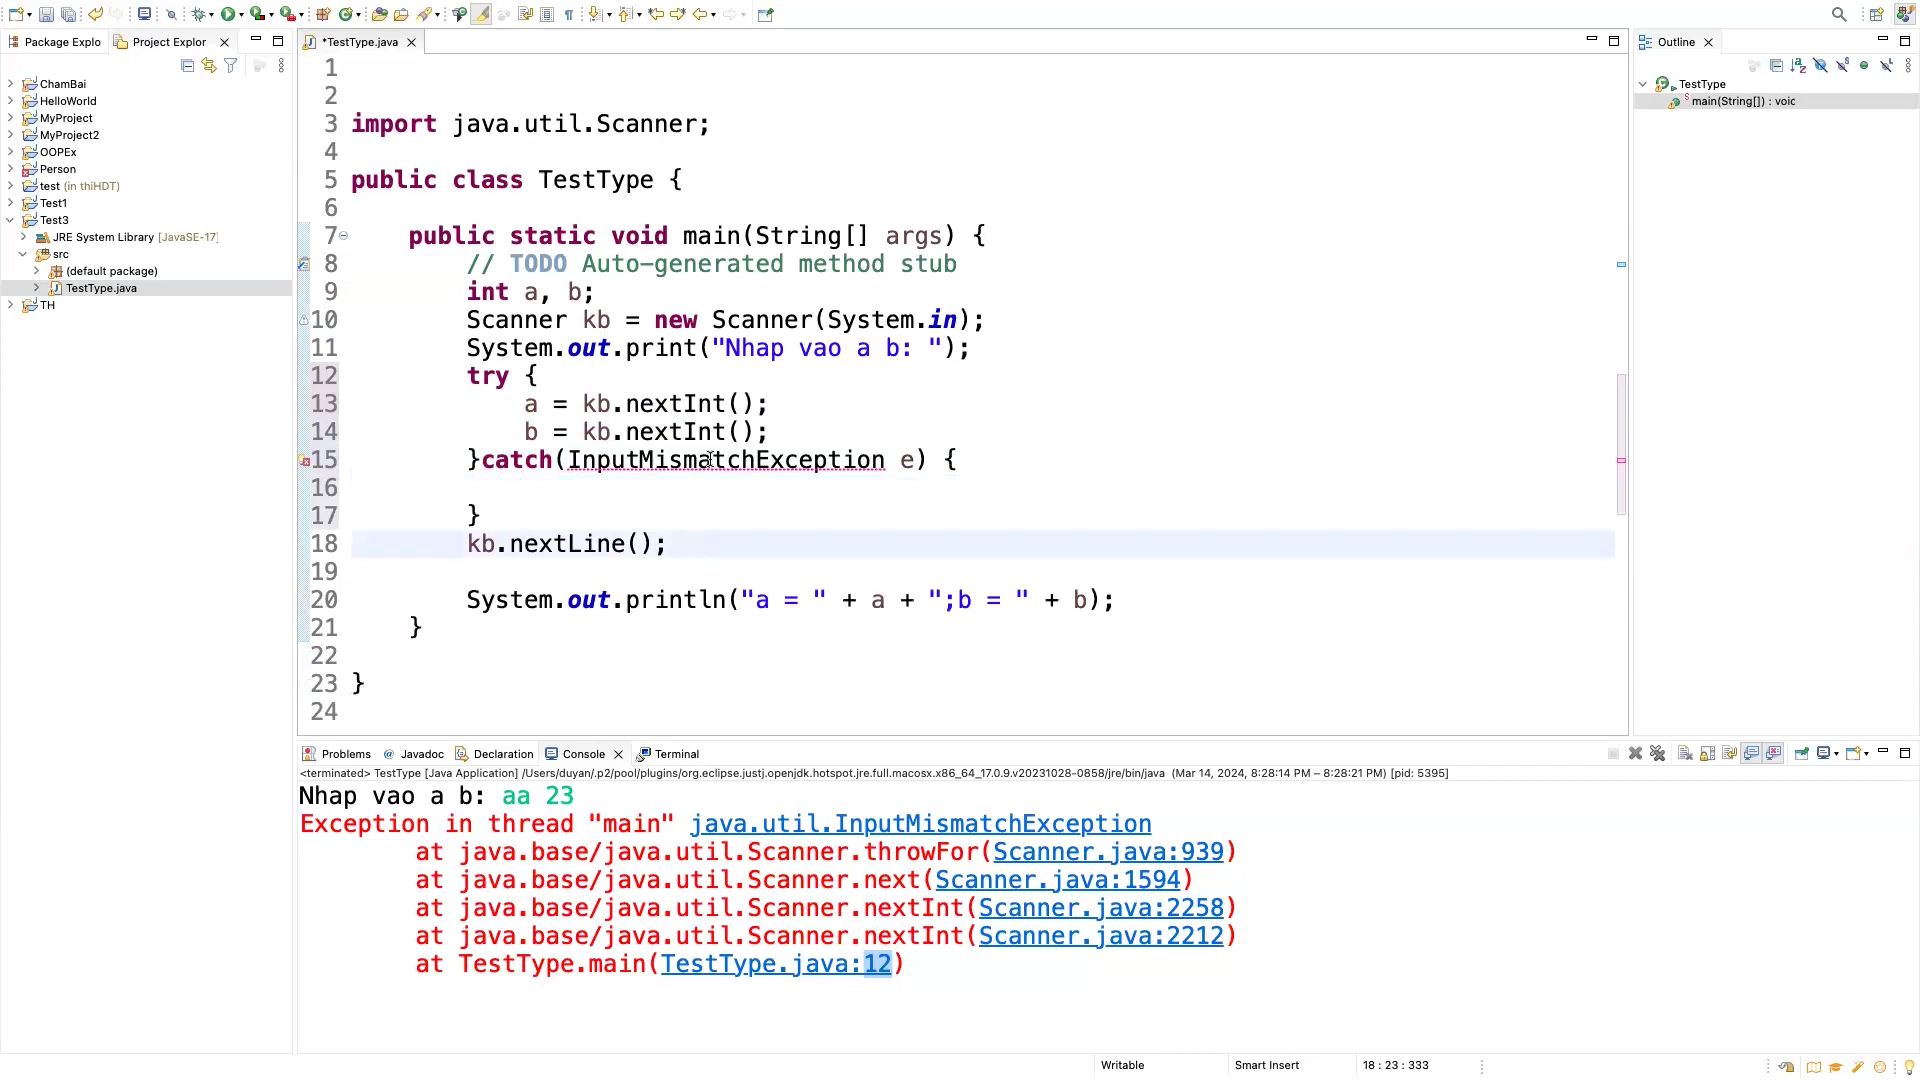 Package Explo
Project Explor
ChamBai
HelloWorld
MyProject
MyProject2
OOPEx
Person
test (in thiHDT)
Test1
Test3
JRE System Library [JavaSE-17]
src
(default package)
TestType.java
TH
*TestType.java
1
2
3 import java.util.Scanner;
4
5 public class TestType {
6
7 public static void main(String[] args) {
8 // TODO Auto-generated method stub
9 int a, b;
10 Scanner kb = new Scanner(System.in);
11 System.out.print("Nhap vao a b: ");
12 try {
13 a = kb.nextInt();
14 b = kb.nextInt();
15 }catch(InputMismatchException e) {
16
17 }
18 kb.nextLine();
19
20 System.out.println("a = " + a + ";b = " + b);
21 }
22
23 }
24
Outline
TestType
main(String[]) : voic
Problems @ Javadoc Declaration Console Terminal
<terminated> TestType [Java Application] /Users/duyan/.p2/pool/plugins/org.eclipse.justj.openjdk.hotspot.jre.full.macosx.x86_64_17.0.9.v20231028-0858/jre/bin/java (Mar 14, 2024, 8:28:14 PM – 8:28:21 PM) [pid: 5395]
Nhap vao a b: aa 23
Exception in thread "main" java.util.InputMismatchException
at java.base/java.util.Scanner.throwFor(Scanner.java:939)
at java.base/java.util.Scanner.next(Scanner.java:1594)
at java.base/java.util.Scanner.nextInt(Scanner.java:2258)
at java.base/java.util.Scanner.nextInt(Scanner.java:2212)
at TestType.main(TestType.java:12)
Writable
Smart Insert
18 : 23 : 333